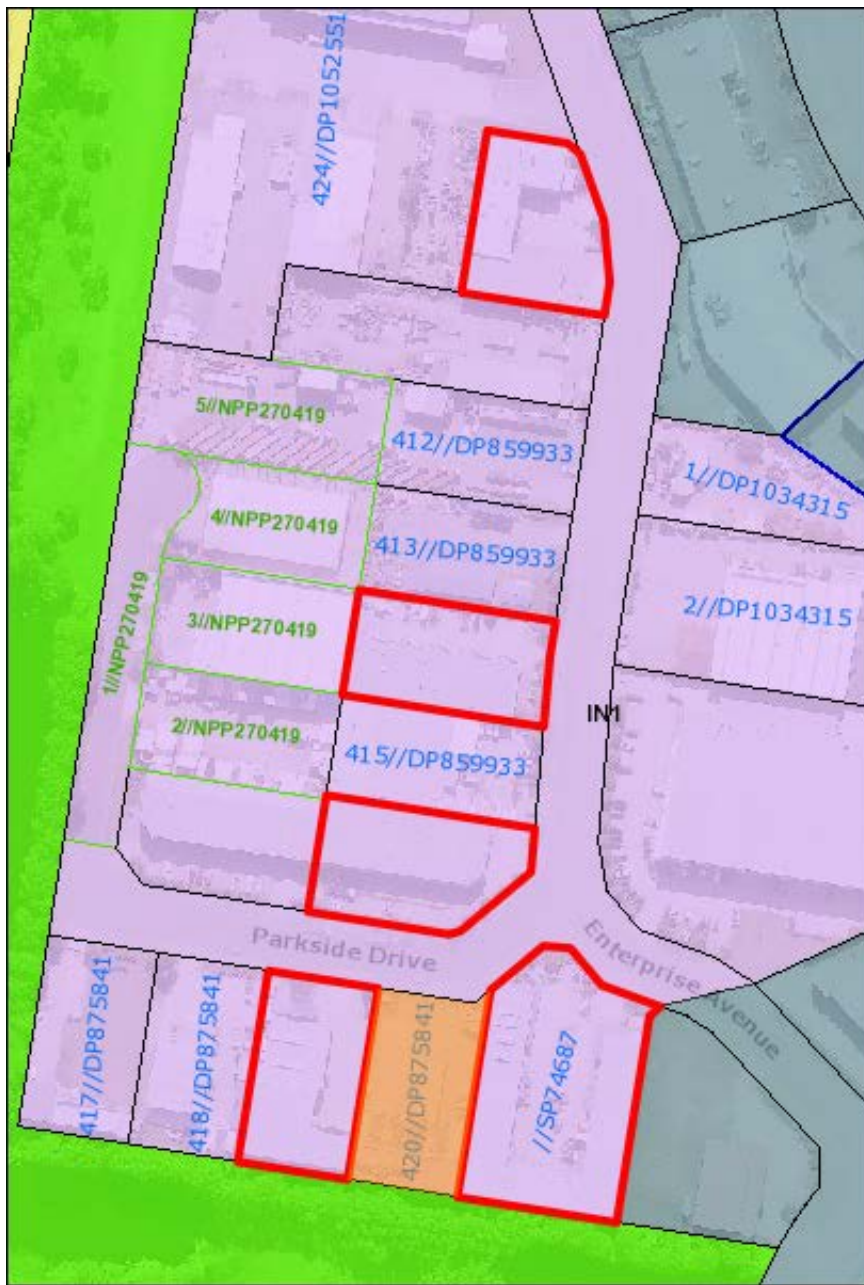 424//DP1052551
5//NPP270419
412//DP859933
1//DP1034315
4//NPP270419
413//DP859933
2//DP1034315
1//NPP270419
3//NPP270419
IN1
2//NPP270419
415//DP859933
Parkside Drive
Enterprise Avenue
417//DP875841
418//DP875841
420//DP875841
//SP74687